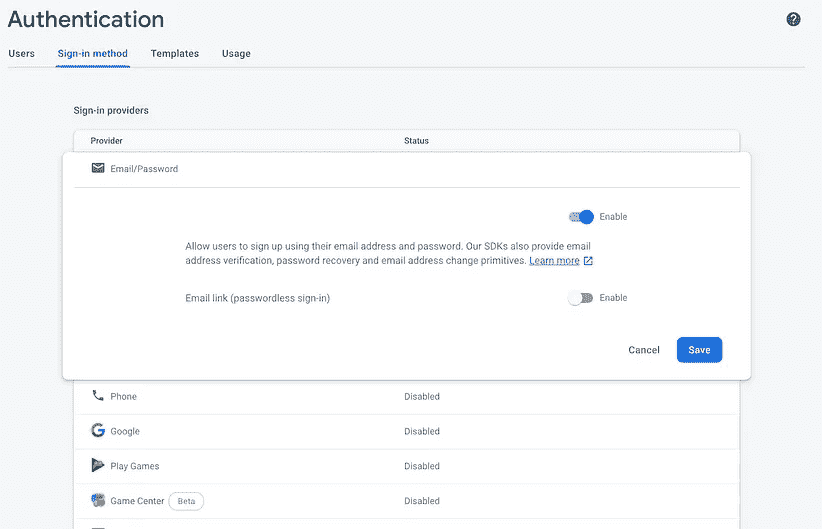 Authentication
Users Sign-in method Templates Usage
Sign-in providers
Provider Status
Email/Password
Enable
Allow users to sign up using their email address and password. Our SDKs also provide email
address verification, password recovery and email address change primitives. Learn more
Email link (passwordless sign-in) Enable
Cancel Save
Phone Disabled
Google Disabled
Play Games Disabled
Game Center Beta Disabled